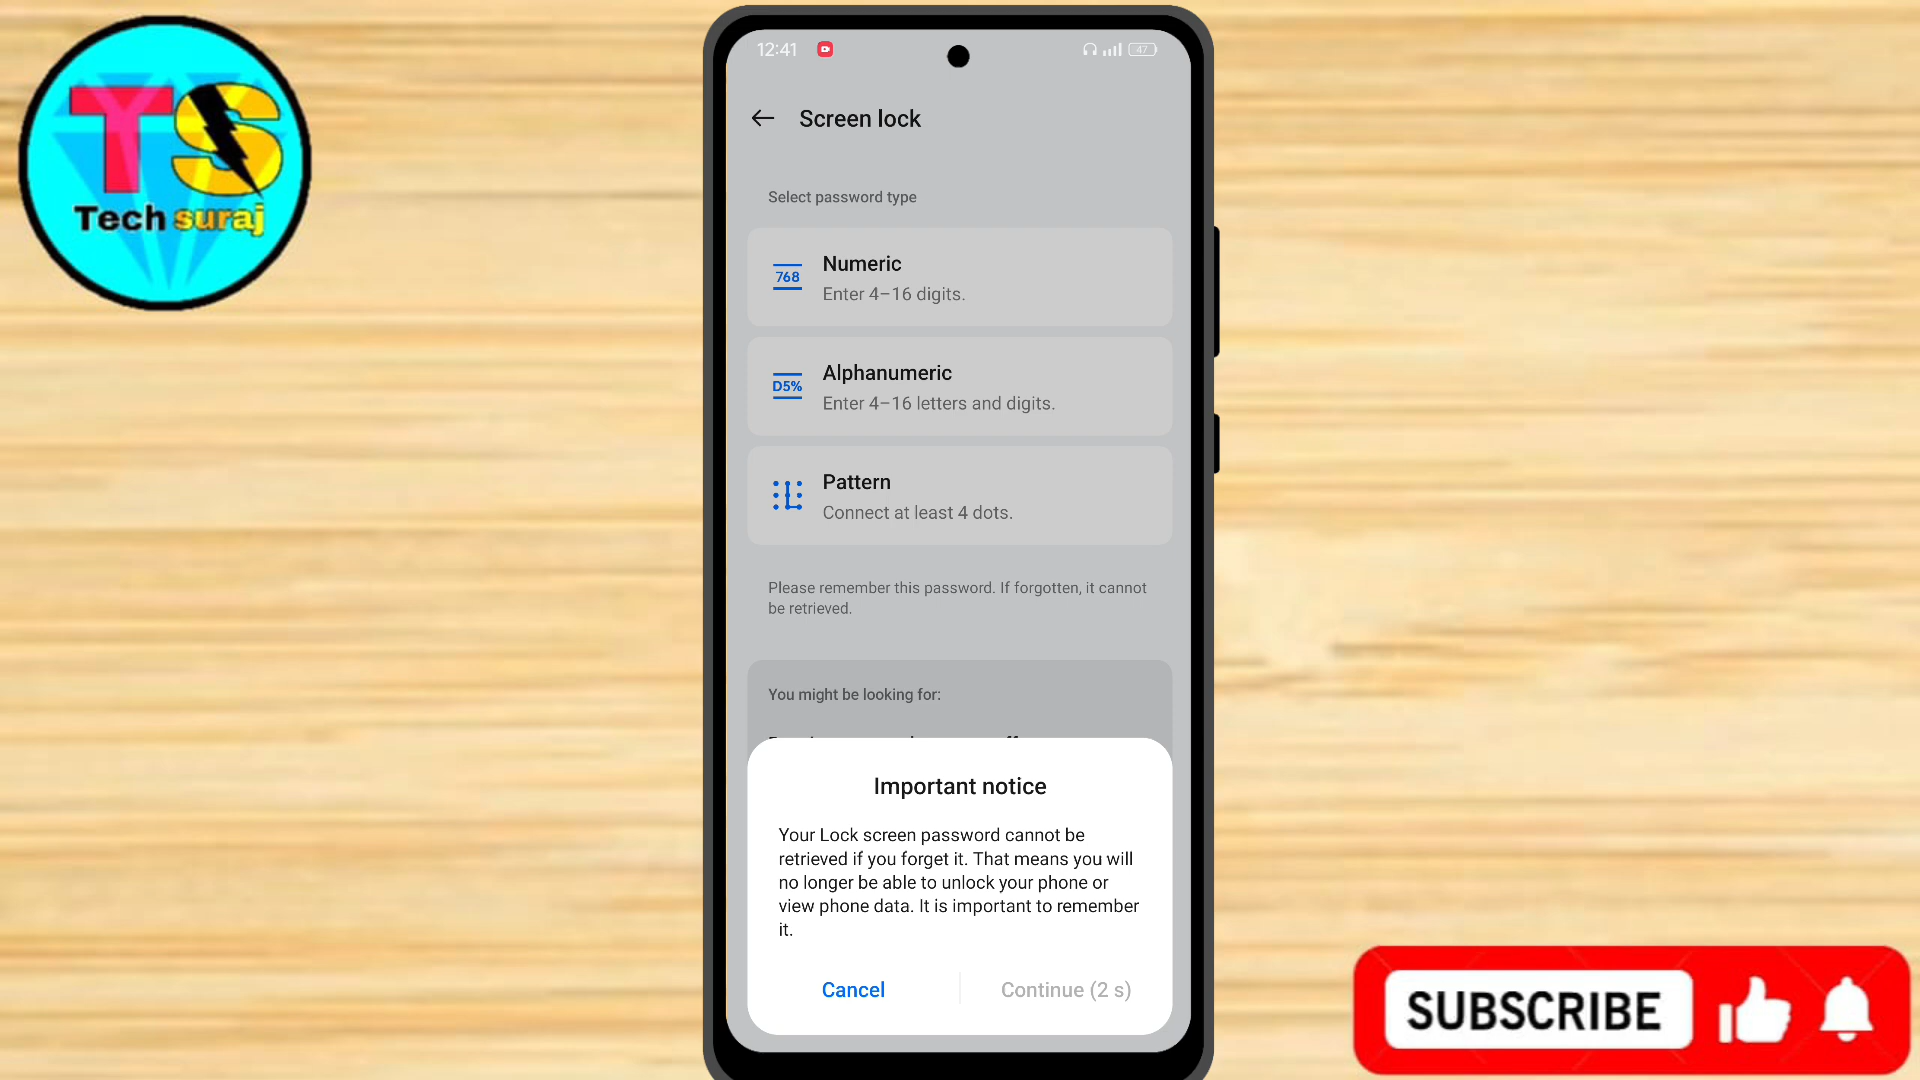 TS
Tech suraj
12:41
47
Screen lock
Select password type
768
Numeric
Enter 4–16 digits.
D5%
Alphanumeric
Enter 4–16 letters and digits.
Pattern
Connect at least 4 dots.
Please remember this password. If forgotten, it cannot
be retrieved.
You might be looking for:
Important notice
Your Lock screen password cannot be
retrieved if you forget it. That means you will
no longer be able to unlock your phone or
view phone data. It is important to remember
it.
Cancel
Continue (2 s)
SUBSCRIBE